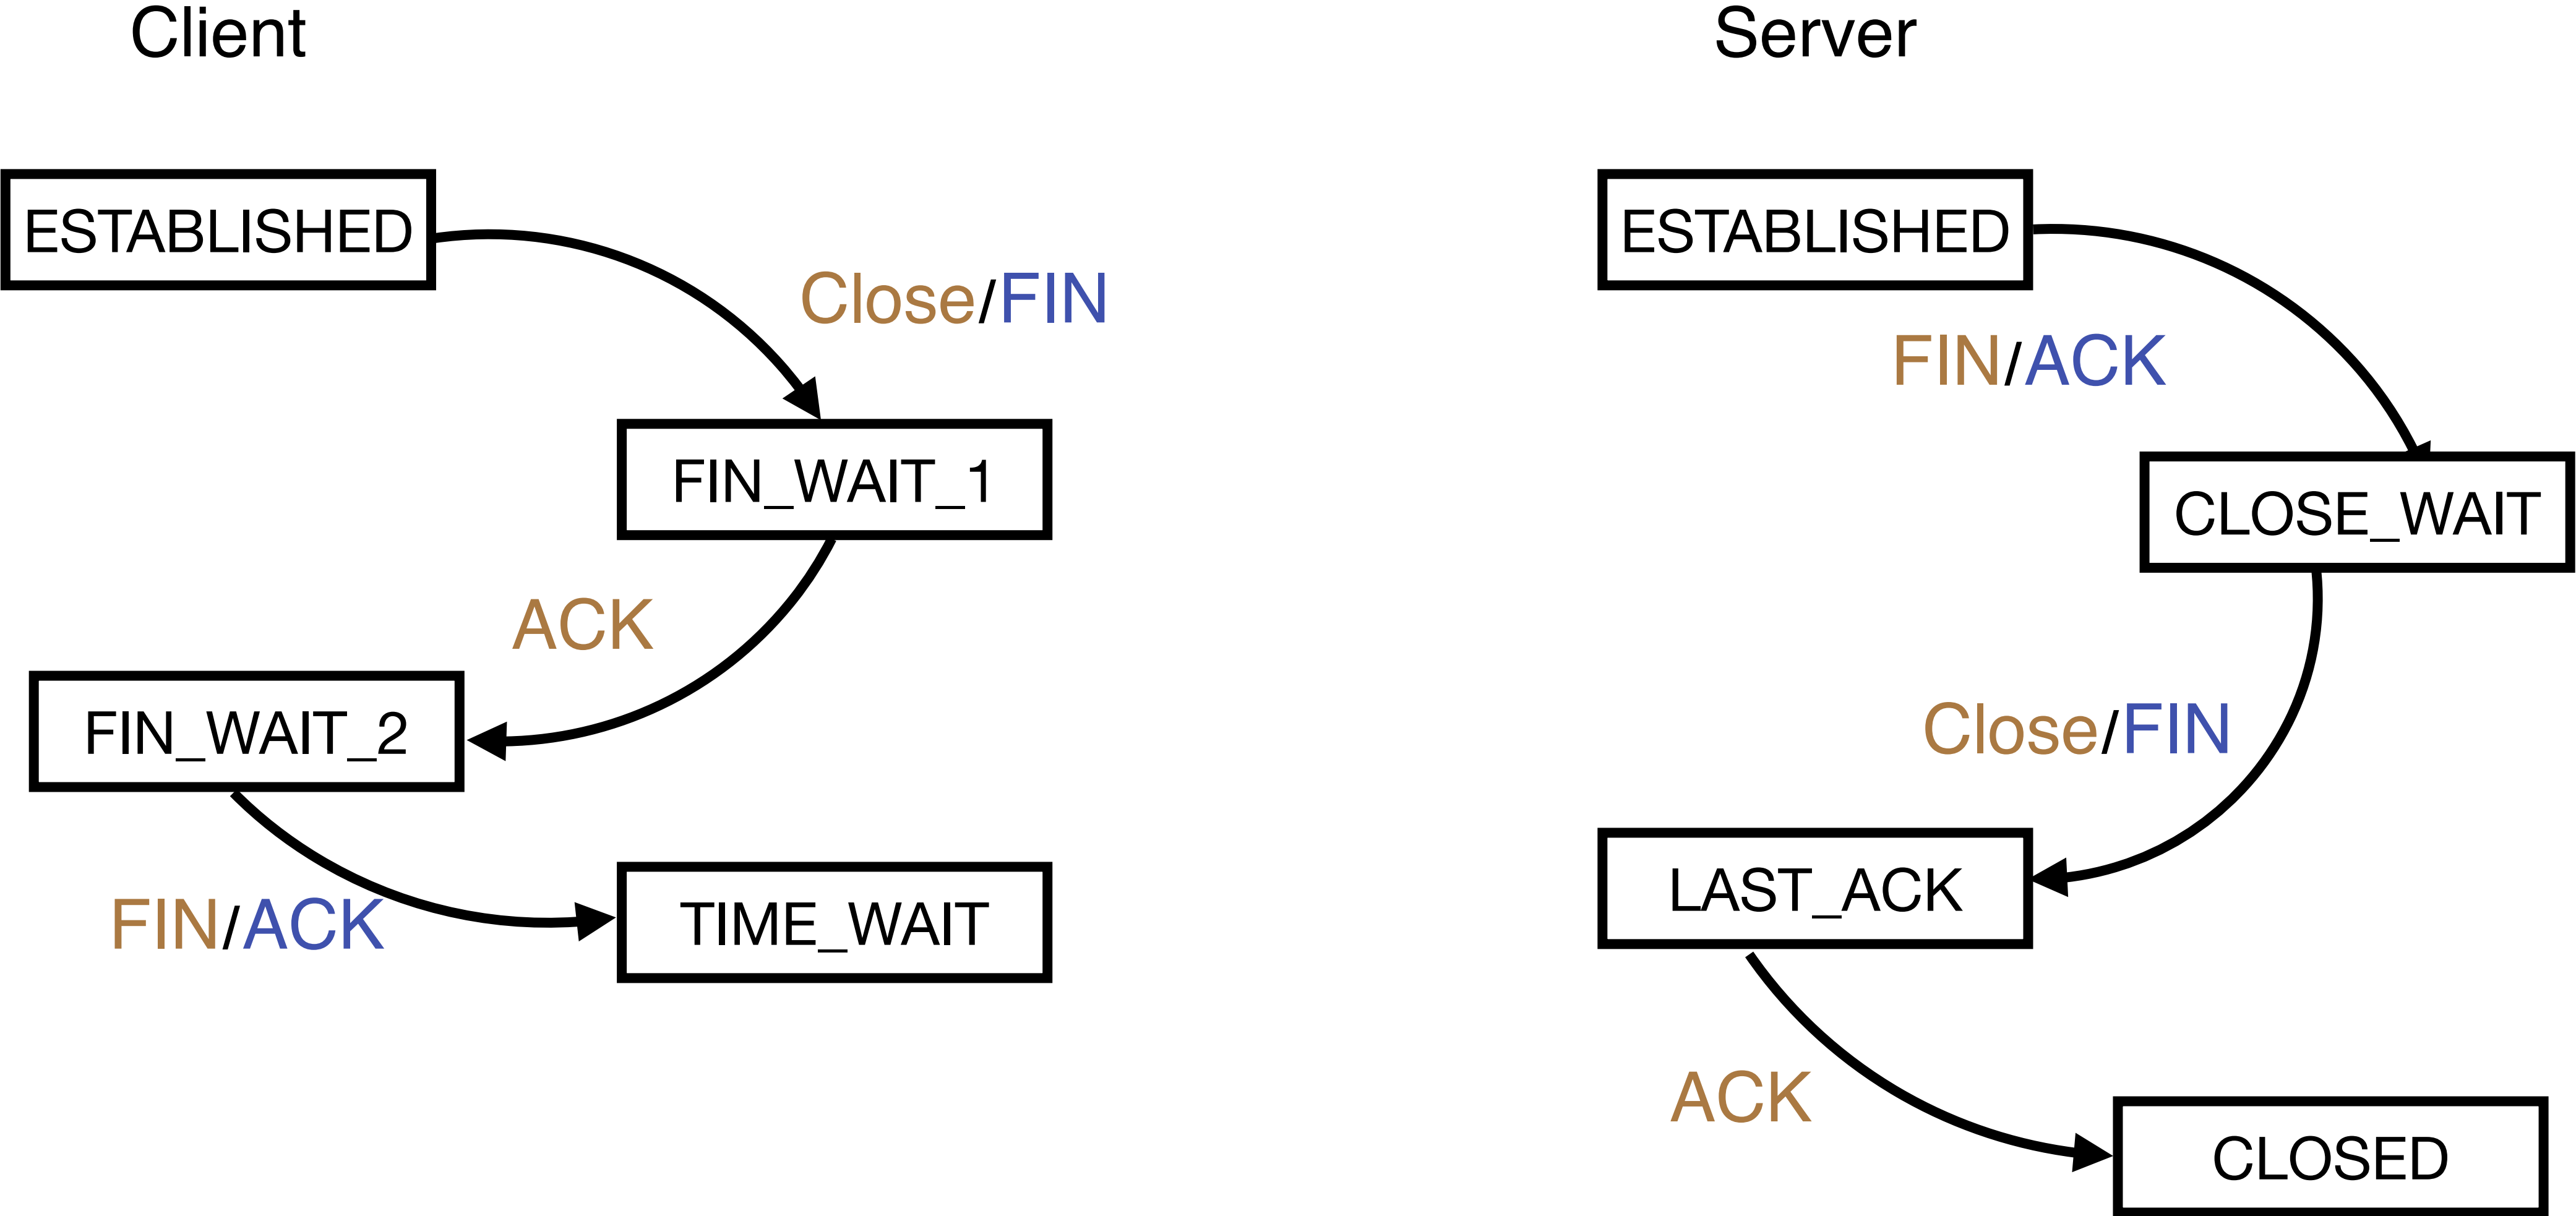 Client
ESTABLISHED
Close/FIN
FIN_WAIT_1
ACK
FIN_WAIT_2
FIN/ACK
TIME_WAIT
Server
ESTABLISHED
FIN/ACK
CLOSE_WAIT
Close/FIN
LAST_ACK
ACK
CLOSED